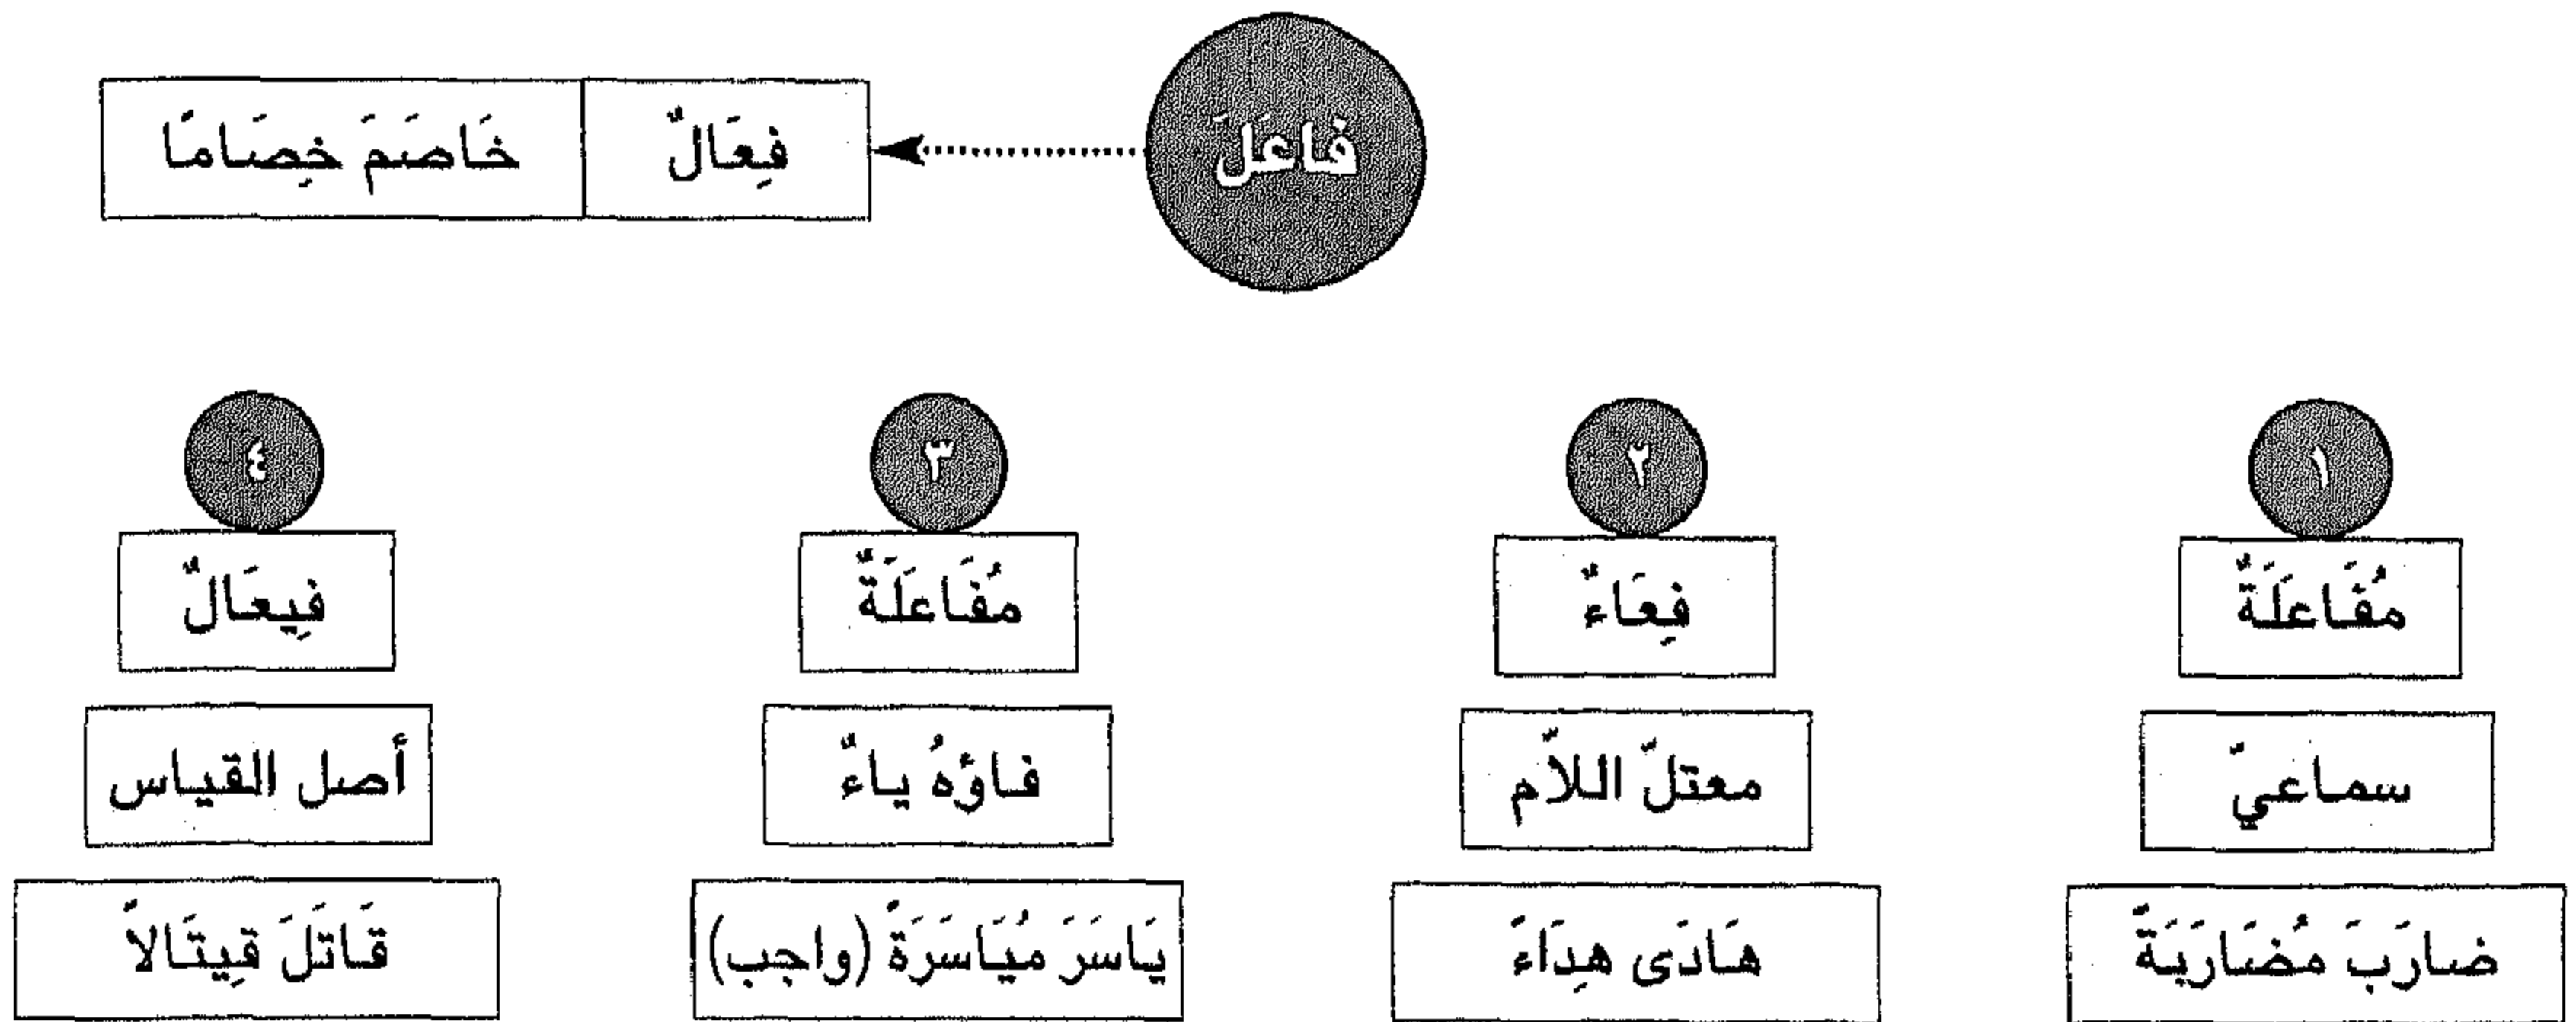 فاعَلَ
فِعَالٌ
خَاصَمَ خِصَامًا
١
مُفَاعَلَةٌ
سماعيّ
ضارَبَ مُضَارَبَةً
٢
فِعَاءٌ
معتلّ اللاّم
هَادَى هِدَاءً
٣
مُفَاعَلَةٌ
فاؤهُ ياءٌ
يَاسَرَ مُيَاسَرَةً (واجب)
٤
فِيعَالٌ
أصل القياس
قَاتَلَ قِيتَالاً